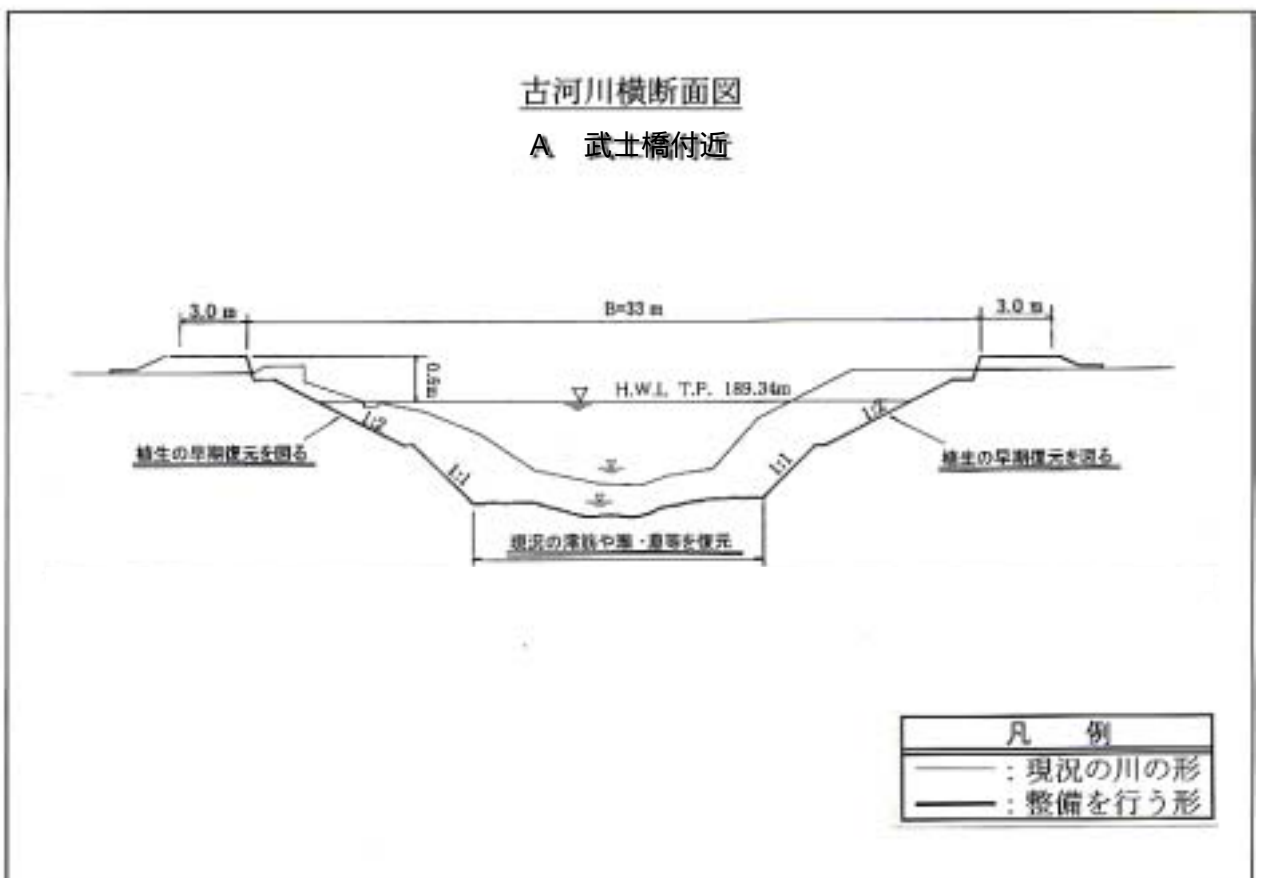 古河川横断面図
A 武士橋付近
3.0 m
B=33 m
3.0 m
0.6m
H.W.L T.P. 189.34m
1:2
1:2
植生の早期復元を図る
植生の早期復元を図る
1:1
1:1
現況の澪筋や瀬・淵等を復元
凡 例
:現況の川の形
:整備を行う形